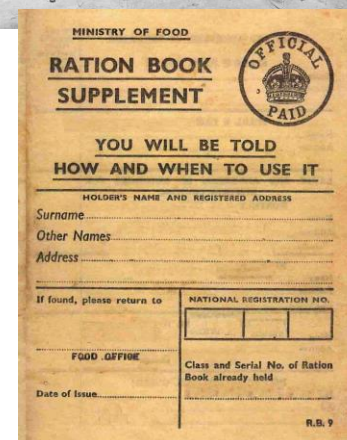 MINISTRY OF FOOD
OFFICIAL
PAID
RATION BOOK
SUPPLEMENT
YOU WILL BE TOLD
HOW AND WHEN TO USE IT
HOLDER'S NAME AND REGISTERED ADDRESS
Surname
Other Names
Address
If found, please return to
FOOD OFFICE
Date of Issue
NATIONAL REGISTRATION NO.
Class and Serial No. of Ration
Book already held
R.B. 9